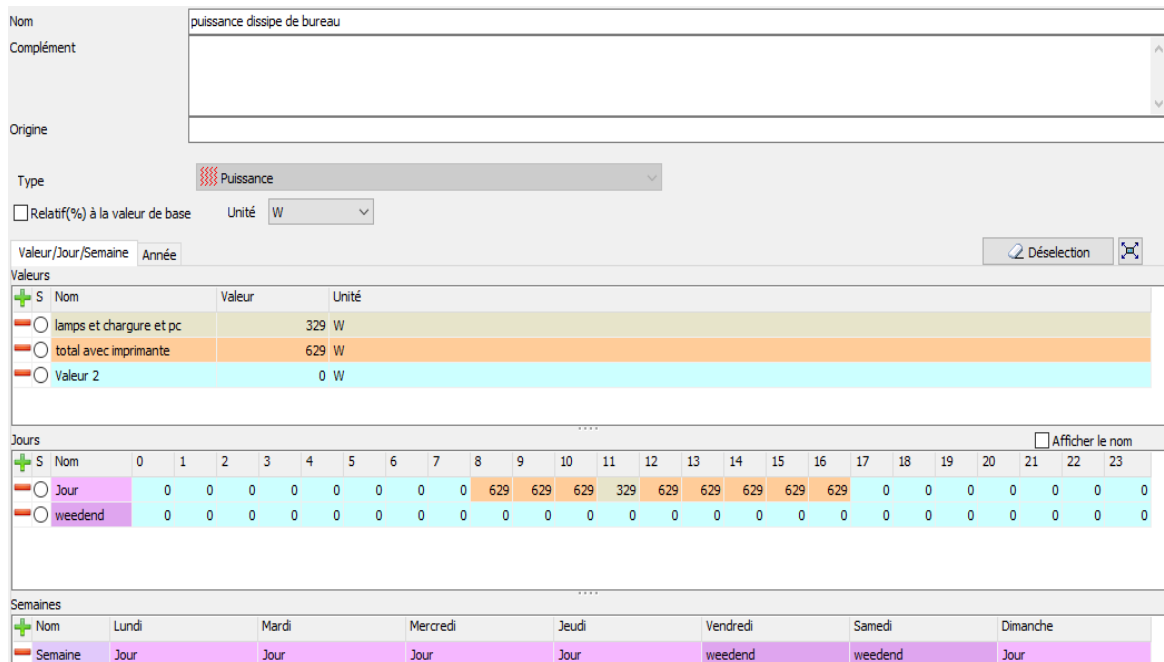 Nom puissance dissipe de bureau
Complément
Origine
Type Puissance
Relatif(%) à la valeur de base Unité W
Valeur/Jour/Semaine Année Déselection
Valeurs
S Nom Valeur Unité
lamps et chargure et pc 329 W
total avec imprimante 629 W
Valeur 2 0 W
Jours Afficher le nom
S Nom 0 1 2 3 4 5 6 7 8 9 10 11 12 13 14 15 16 17 18 19 20 21 22 23
Jour 0 0 0 0 0 0 0 0 629 629 629 329 629 629 629 629 629 0 0 0 0 0 0 0
weedend 0 0 0 0 0 0 0 0 0 0 0 0 0 0 0 0 0 0 0 0 0 0 0 0
Semaines
Nom Lundi Mardi Mercredi Jeudi Vendredi Samedi Dimanche
Semaine Jour Jour Jour Jour weedend weedend Jour